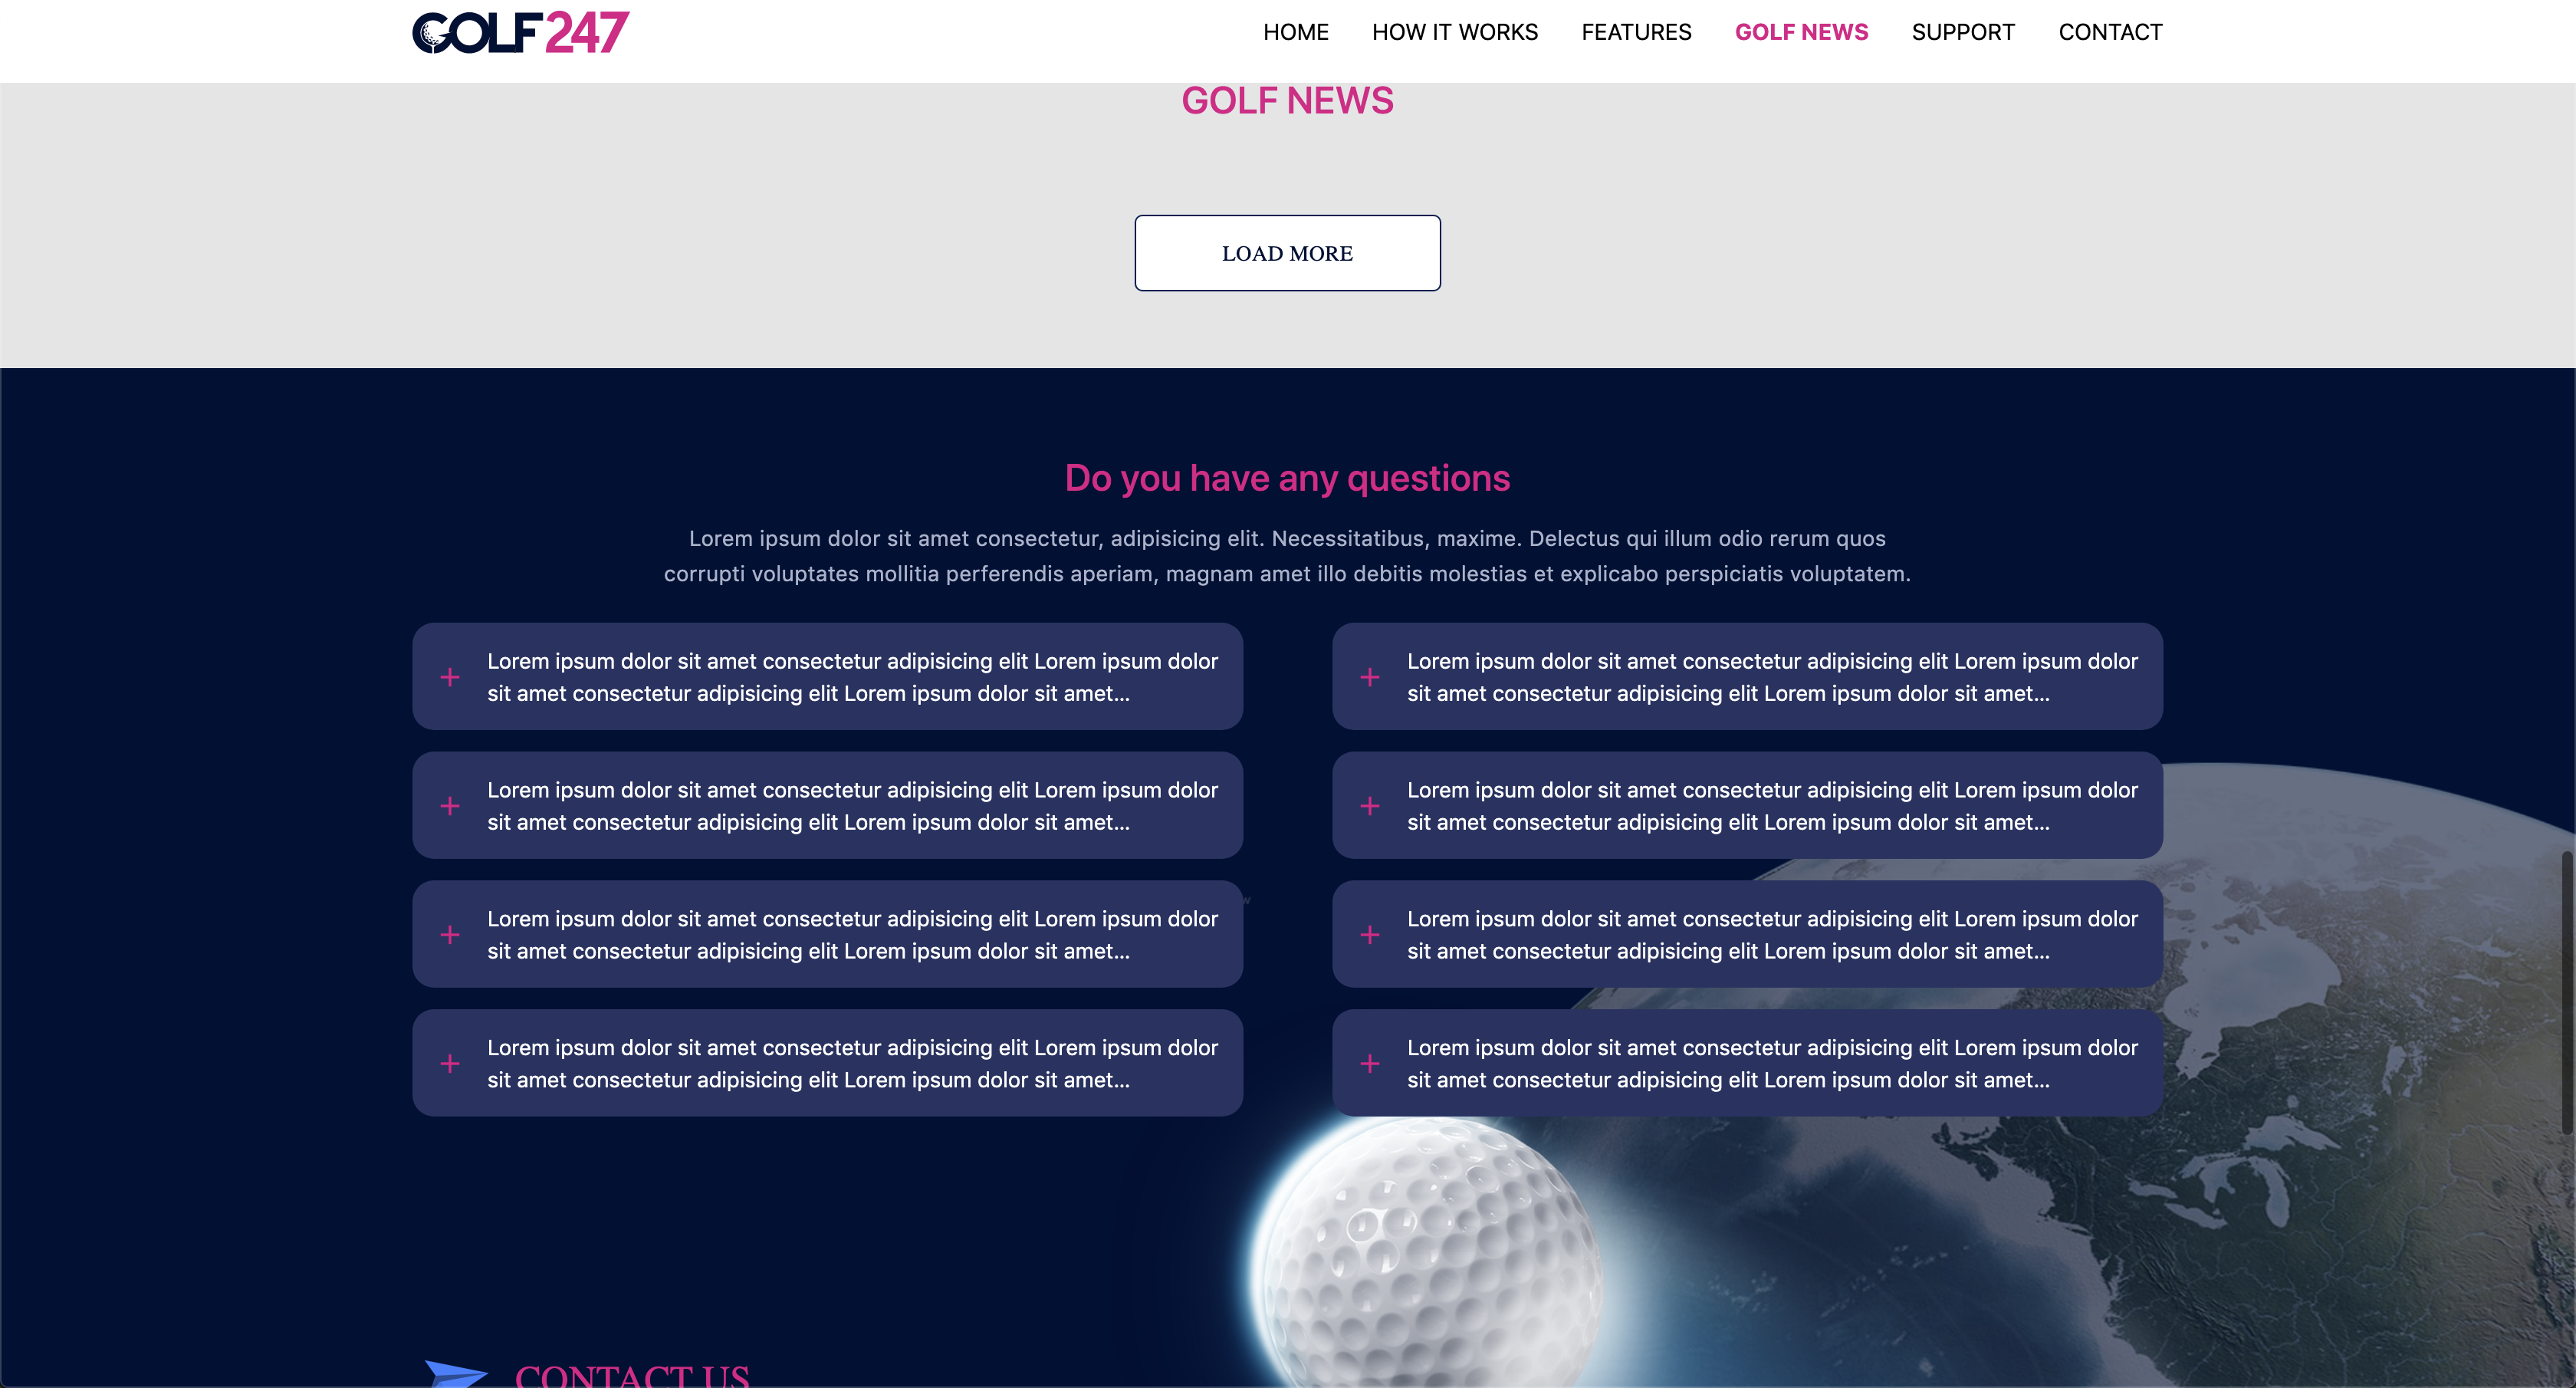 GOLF247
HOME HOW IT WORKS FEATURES GOLF NEWS SUPPORT CONTACT
GOLF NEWS
LOAD MORE
Do you have any questions
Lorem ipsum dolor sit amet consectetur, adipisicing elit. Necessitatibus, maxime. Delectus qui illum odio rerum quos
corrupti voluptates mollitia perferendis aperiam, magnam amet illo debitis molestias et explicabo perspiciatis voluptatem.
Lorem ipsum dolor sit amet consectetur adipisicing elit Lorem ipsum dolor
sit amet consectetur adipisicing elit Lorem ipsum dolor sit amet...
Lorem ipsum dolor sit amet consectetur adipisicing elit Lorem ipsum dolor
sit amet consectetur adipisicing elit Lorem ipsum dolor sit amet...
Lorem ipsum dolor sit amet consectetur adipisicing elit Lorem ipsum dolor
sit amet consectetur adipisicing elit Lorem ipsum dolor sit amet...
Lorem ipsum dolor sit amet consectetur adipisicing elit Lorem ipsum dolor
sit amet consectetur adipisicing elit Lorem ipsum dolor sit amet...
Lorem ipsum dolor sit amet consectetur adipisicing elit Lorem ipsum dolor
sit amet consectetur adipisicing elit Lorem ipsum dolor sit amet...
Lorem ipsum dolor sit amet consectetur adipisicing elit Lorem ipsum dolor
sit amet consectetur adipisicing elit Lorem ipsum dolor sit amet...
Lorem ipsum dolor sit amet consectetur adipisicing elit Lorem ipsum dolor
sit amet consectetur adipisicing elit Lorem ipsum dolor sit amet...
Lorem ipsum dolor sit amet consectetur adipisicing elit Lorem ipsum dolor
sit amet consectetur adipisicing elit Lorem ipsum dolor sit amet...
CONTACT US